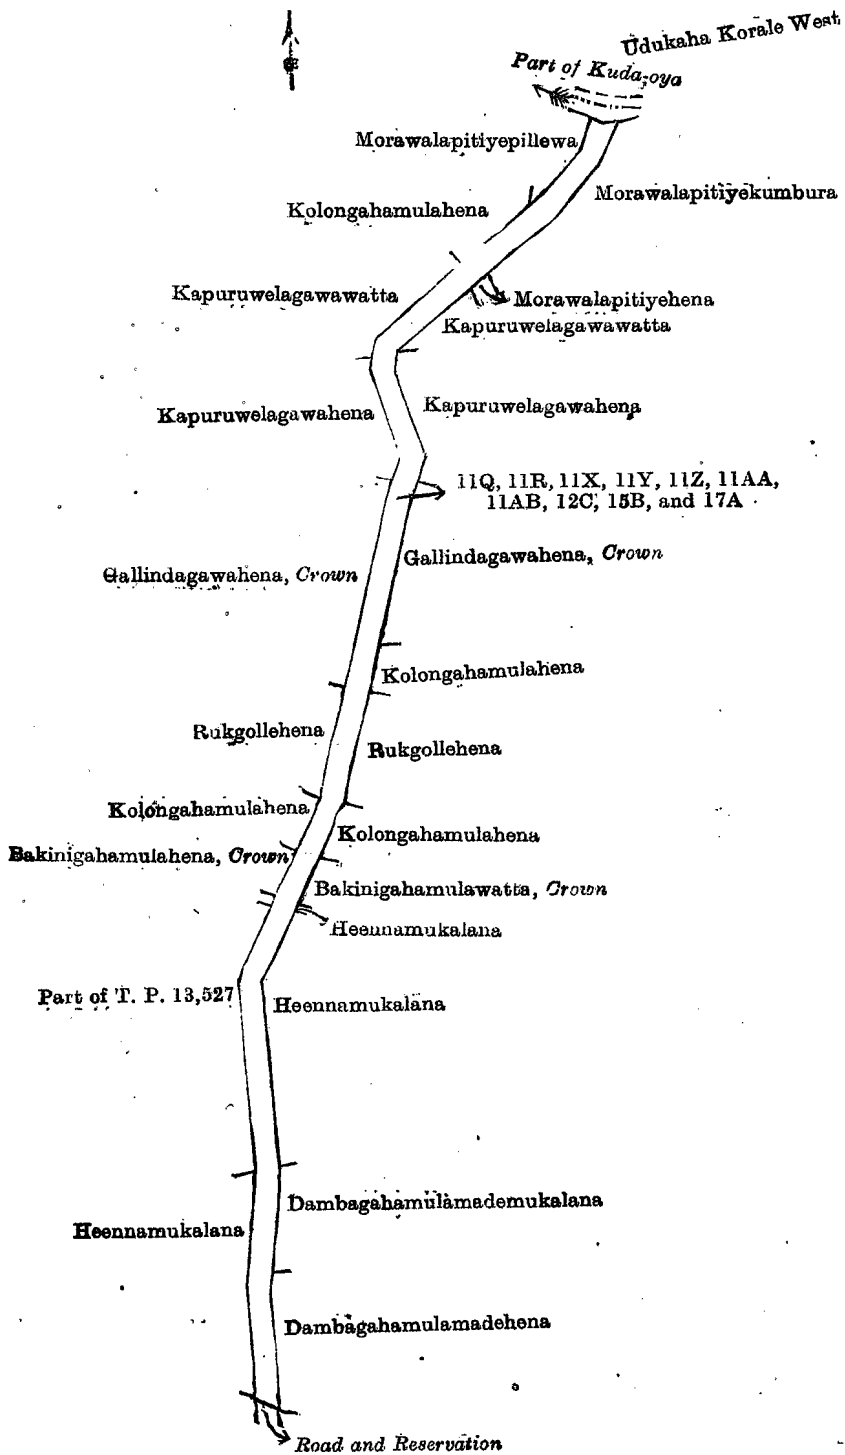 Udukaha Korale West
Part of Kuda-oya
Morawalapitiyepillewa
Morawalapitiyekumbura
Kolongahamulahena
Kapuruwelagawawatta
Morawalapitiyehena
Kapuruwelagawawatta
Kapuruwelagawahena
Kapuruwelagawahena
11Q, 11R, 11X, 11Y, 11Z, 11AA,
11AB, 12C, 15B, and 17A
Gallindagawahena, Crown
Gallindagawahena, Crown
Kolongahamulahena
Rukgollehena
Rukgollehena
Kolongahamulahena
Kolongahamulahena
Bakinigahamulahena, Crown
Bakinigahamulawatta, Crown
Heennamukalana
Part of T. P. 13,527
Heennamukalana
Dambagahamulamademukalana
Heennamukalana
Dambagahamulamadehena
Road and Reservation